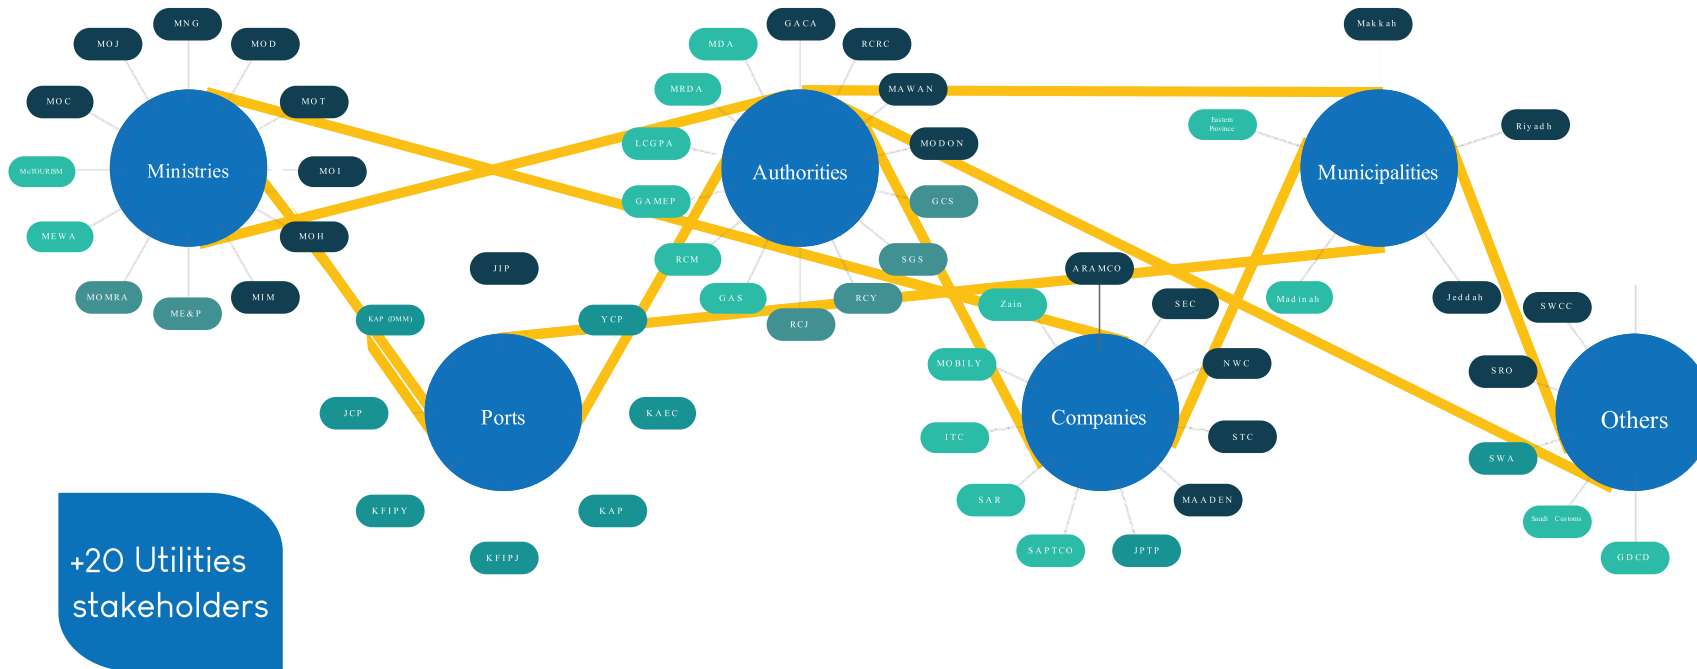 MNG
MOJ
MOD
MOC
MOT
MoTOURISM
Ministries
MOI
MEWA
MOH
MOMRA
ME&P
MIM
GACA
MDA
RCRC
MRDA
MAWAN
LCGPA
MODON
Authorities
GAMEP
GCS
RCM
SGS
GAS
RCY
RCJ
Makkah
Eastern
Province
Riyadh
Municipalities
Madinah
Jeddah
JIP
KAP (DMM)
YCP
JCP
Ports
KAEC
KFIPY
KAP
KFIPJ
ARAMCO
Zain
SEC
MOBILY
NWC
ITC
Companies
STC
SAR
MAADEN
SAPTCO
JPTP
SWCC
SRO
Others
SWA
Saudi Customs
GDCD
+20 Utilities
stakeholders